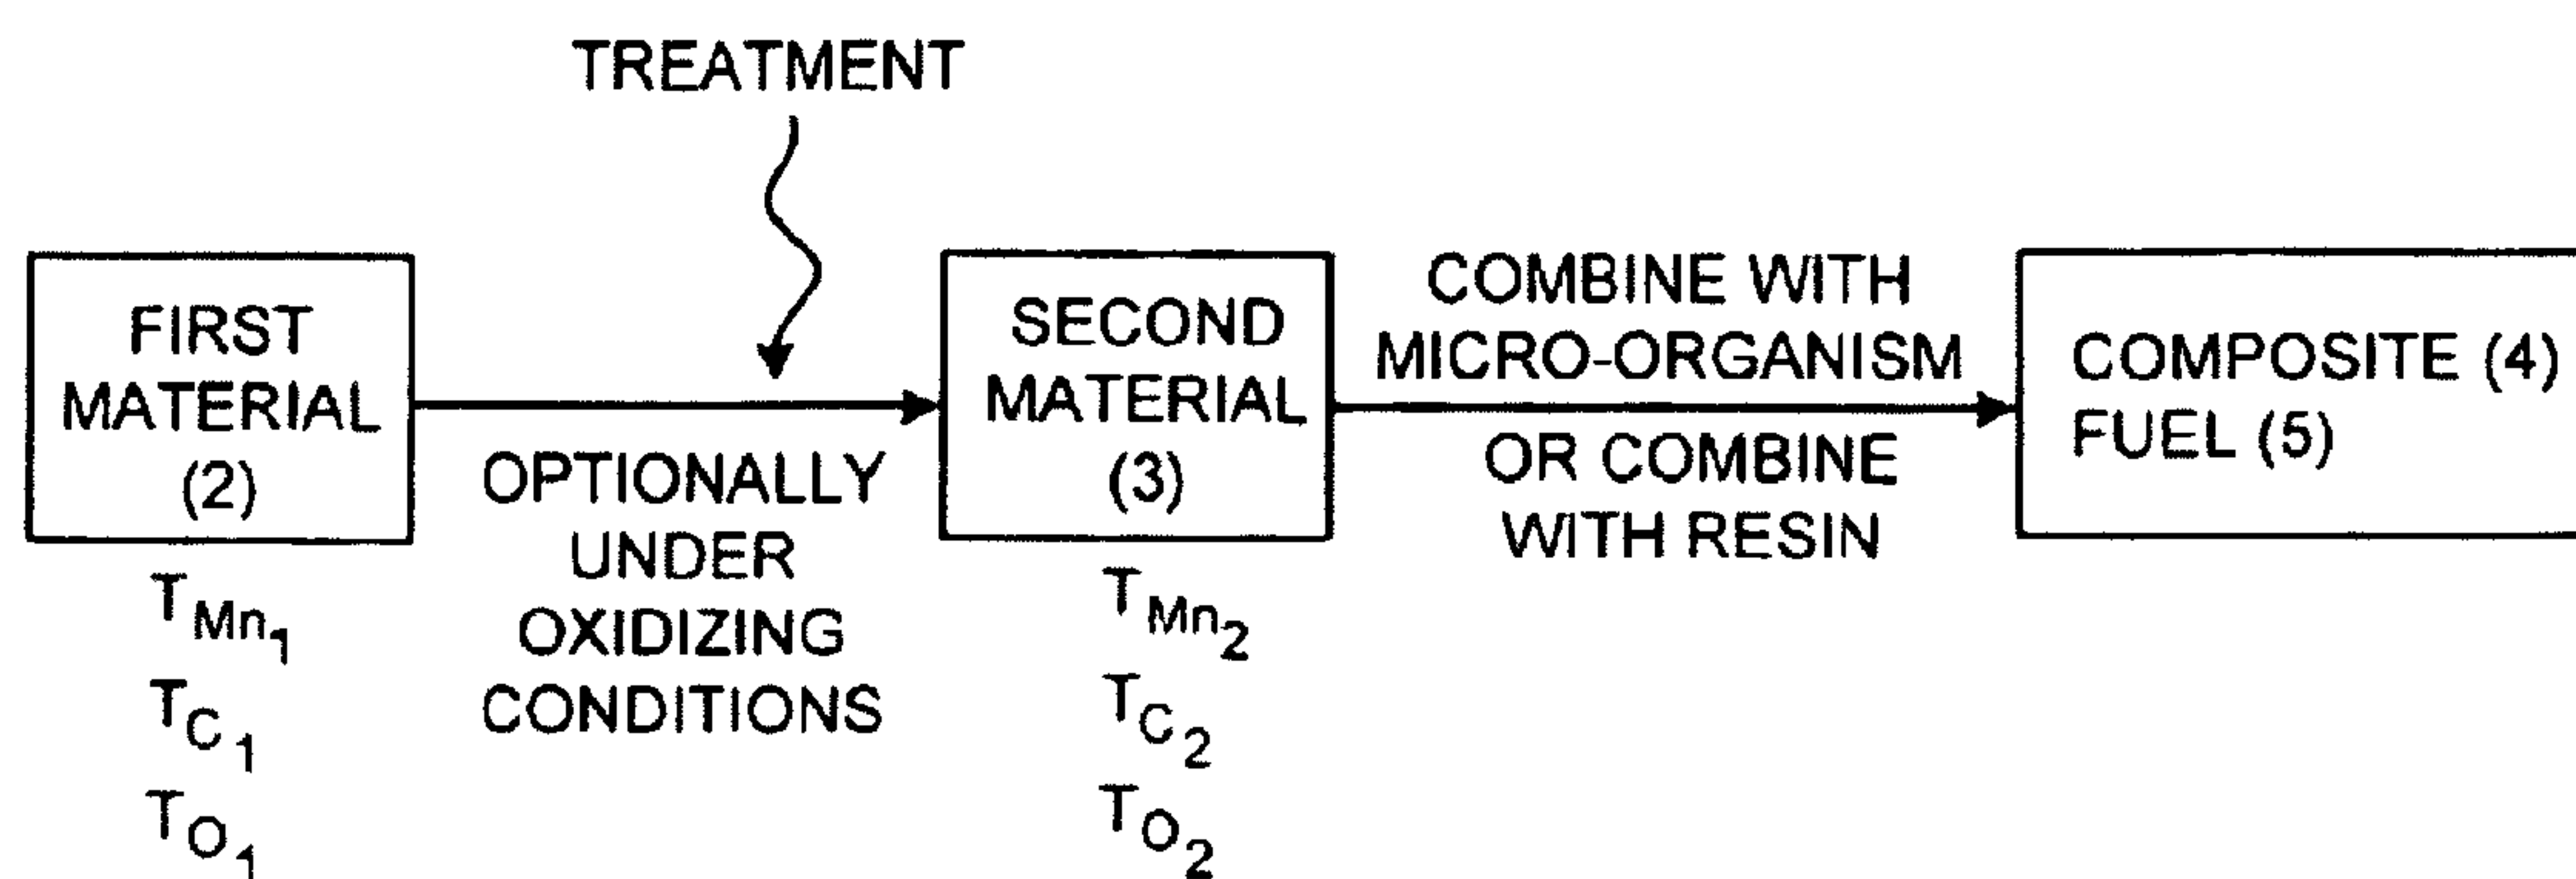 TREATMENT
FIRST
MATERIAL
(2)
TMn1
TC1
TO1
OPTIONALLY
UNDER
OXIDIZING
CONDITIONS
SECOND
MATERIAL
(3)
TMn2
TC2
TO2
COMBINE WITH
MICRO-ORGANISM
OR COMBINE
WITH RESIN
COMPOSITE (4)
FUEL (5)